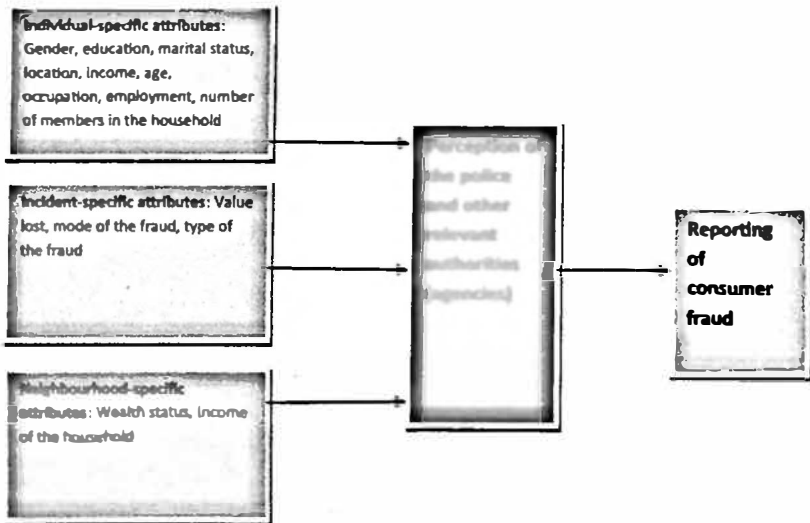 Individual-specific attributes:
Gender, education, marital status,
location, income, age,
occupation, employment, number
of members in the household
Incident-specific attributes: Value
lost, mode of the fraud, type of
the fraud
Neighbourhood-specific
attributes: Wealth status, Income
of the household
Perception of
the police
and other
relevant
authorities
(agencies)
Reporting
of
consumer
fraud